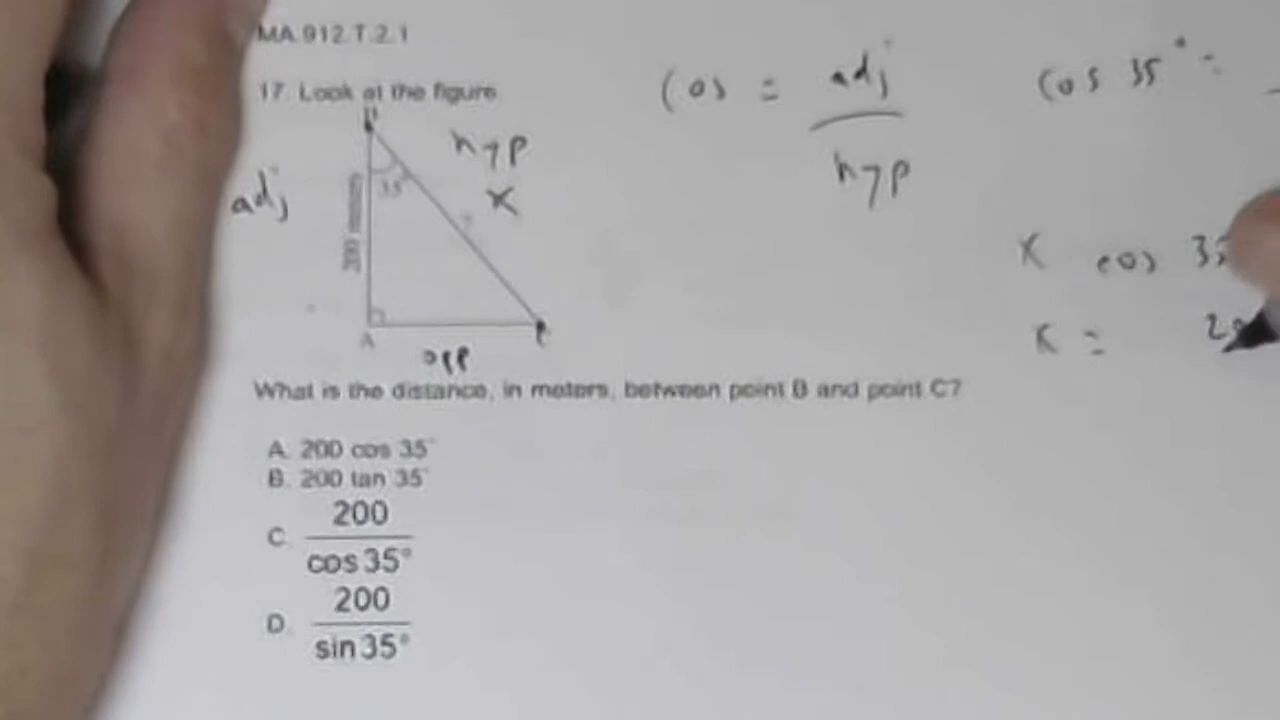 MA.912.T.2.1
17. Look at the figure.
cos = adj / hyp
cos 35° =
hyp
x
adj
35°
200 meters
?
A
opp
C
x cos
x =
What is the distance, in meters, between point B and point C?
A. 200 cos 35°
B. 200 tan 35°
C. 200 / cos 35°
D. 200 / sin 35°